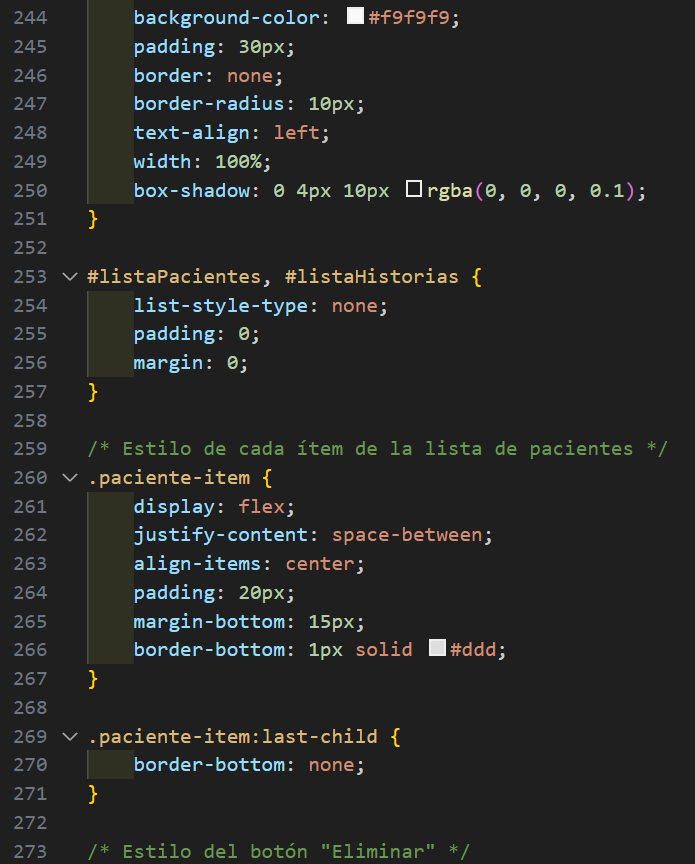 244 background-color: #f9f9f9;
245 padding: 30px;
246 border: none;
247 border-radius: 10px;
248 text-align: left;
249 width: 100%;
250 box-shadow: 0 4px 10px rgba(0, 0, 0, 0.1);
251 }
252
253 #listaPacientes, #listaHistorias {
254 list-style-type: none;
255 padding: 0;
256 margin: 0;
257 }
258
259 /* Estilo de cada ítem de la lista de pacientes */
260 .paciente-item {
261 display: flex;
262 justify-content: space-between;
263 align-items: center;
264 padding: 20px;
265 margin-bottom: 15px;
266 border-bottom: 1px solid #ddd;
267 }
268
269 .paciente-item:last-child {
270 border-bottom: none;
271 }
272
273 /* Estilo del botón "Eliminar" */